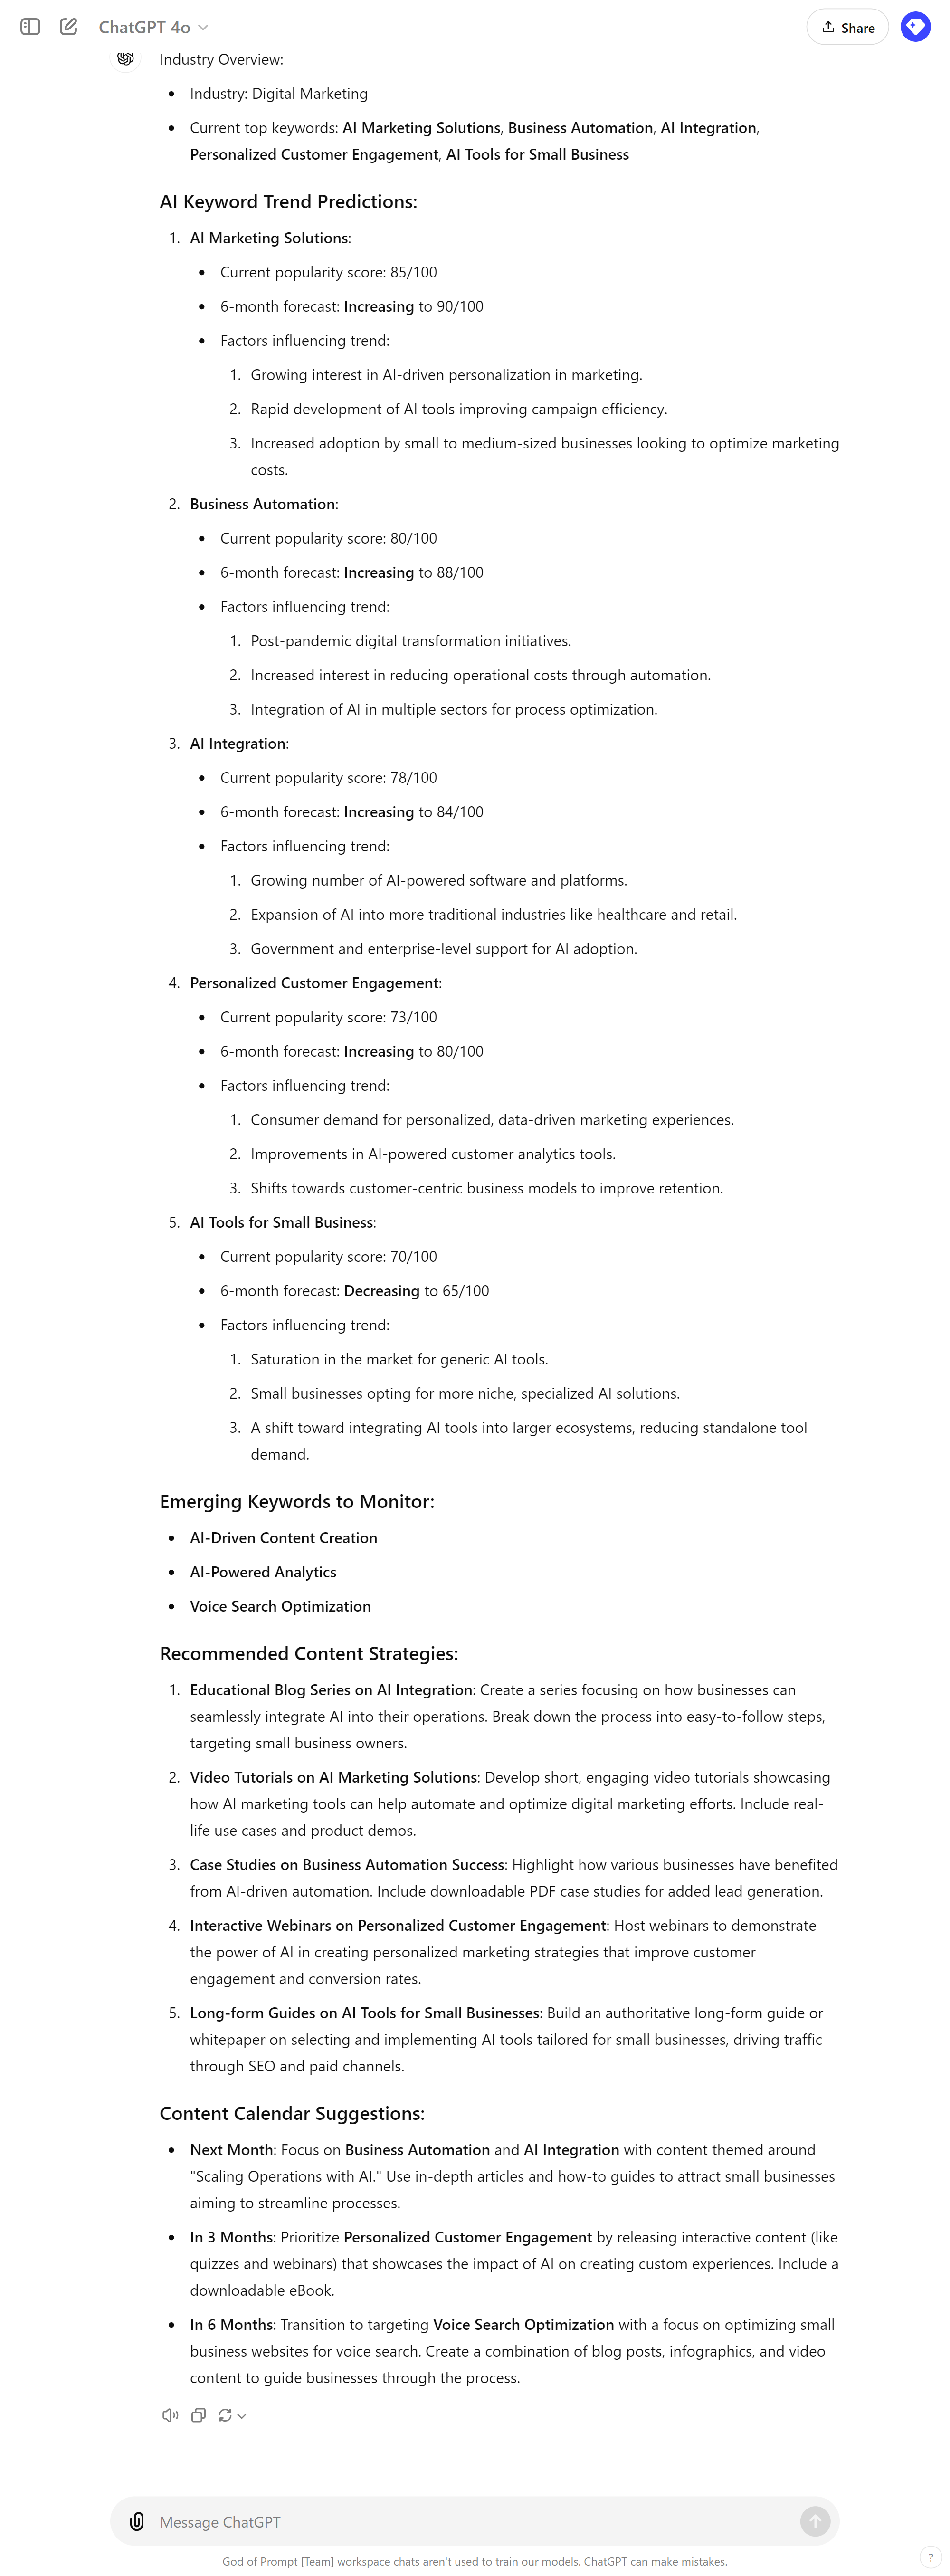 ChatGPT 4o
Share
Industry Overview:
• Industry: Digital Marketing
• Current top keywords: AI Marketing Solutions, Business Automation, AI Integration,
Personalized Customer Engagement, AI Tools for Small Business
AI Keyword Trend Predictions:
1. AI Marketing Solutions:
• Current popularity score: 85/100
• 6-month forecast: Increasing to 90/100
• Factors influencing trend:
1. Growing interest in AI-driven personalization in marketing.
2. Rapid development of AI tools improving campaign efficiency.
3. Increased adoption by small to medium-sized businesses looking to optimize marketing
costs.
2. Business Automation:
• Current popularity score: 80/100
• 6-month forecast: Increasing to 88/100
• Factors influencing trend:
1. Post-pandemic digital transformation initiatives.
2. Increased interest in reducing operational costs through automation.
3. Integration of AI in multiple sectors for process optimization.
3. AI Integration:
• Current popularity score: 78/100
• 6-month forecast: Increasing to 84/100
• Factors influencing trend:
1. Growing number of AI-powered software and platforms.
2. Expansion of AI into more traditional industries like healthcare and retail.
3. Government and enterprise-level support for AI adoption.
4. Personalized Customer Engagement:
• Current popularity score: 73/100
• 6-month forecast: Increasing to 80/100
• Factors influencing trend:
1. Consumer demand for personalized, data-driven marketing experiences.
2. Improvements in AI-powered customer analytics tools.
3. Shifts towards customer-centric business models to improve retention.
5. AI Tools for Small Business:
• Current popularity score: 70/100
• 6-month forecast: Decreasing to 65/100
• Factors influencing trend:
1. Saturation in the market for generic AI tools.
2. Small businesses opting for more niche, specialized AI solutions.
3. A shift toward integrating AI tools into larger ecosystems, reducing standalone tool
demand.
Emerging Keywords to Monitor:
• AI-Driven Content Creation
• AI-Powered Analytics
• Voice Search Optimization
Recommended Content Strategies:
1. Educational Blog Series on AI Integration: Create a series focusing on how businesses can
seamlessly integrate AI into their operations. Break down the process into easy-to-follow steps,
targeting small business owners.
2. Video Tutorials on AI Marketing Solutions: Develop short, engaging video tutorials showcasing
how AI marketing tools can help automate and optimize digital marketing efforts. Include real-
life use cases and product demos.
3. Case Studies on Business Automation Success: Highlight how various businesses have benefited
from AI-driven automation. Include downloadable PDF case studies for added lead generation.
4. Interactive Webinars on Personalized Customer Engagement: Host webinars to demonstrate
the power of AI in creating personalized marketing strategies that improve customer
engagement and conversion rates.
5. Long-form Guides on AI Tools for Small Businesses: Build an authoritative long-form guide or
whitepaper on selecting and implementing AI tools tailored for small businesses, driving traffic
through SEO and paid channels.
Content Calendar Suggestions:
• Next Month: Focus on Business Automation and AI Integration with content themed around
"Scaling Operations with AI." Use in-depth articles and how-to guides to attract small businesses
aiming to streamline processes.
• In 3 Months: Prioritize Personalized Customer Engagement by releasing interactive content (like
quizzes and webinars) that showcases the impact of AI on creating custom experiences. Include a
downloadable eBook.
• In 6 Months: Transition to targeting Voice Search Optimization with a focus on optimizing small
business websites for voice search. Create a combination of blog posts, infographics, and video
content to guide businesses through the process.
Message ChatGPT
God of Prompt [Team] workspace chats aren't used to train our models. ChatGPT can make mistakes.
?